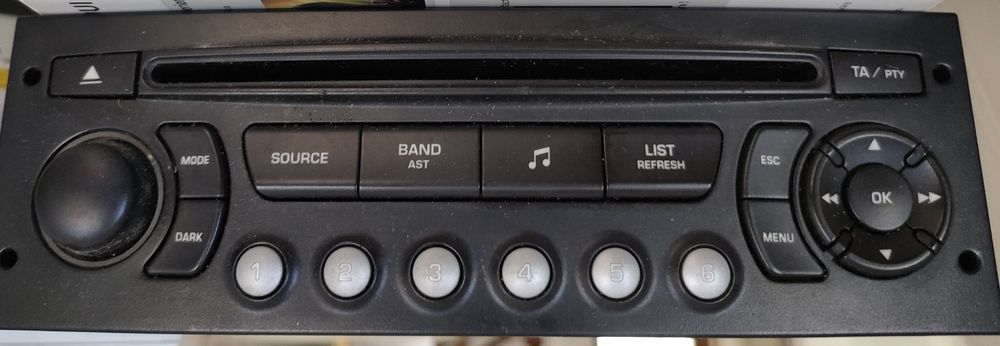 TA / PTY
MODE
SOURCE
BAND
AST
LIST
REFRESH
ESC
OK
DARK
MENU
1 2 3 4 5 6